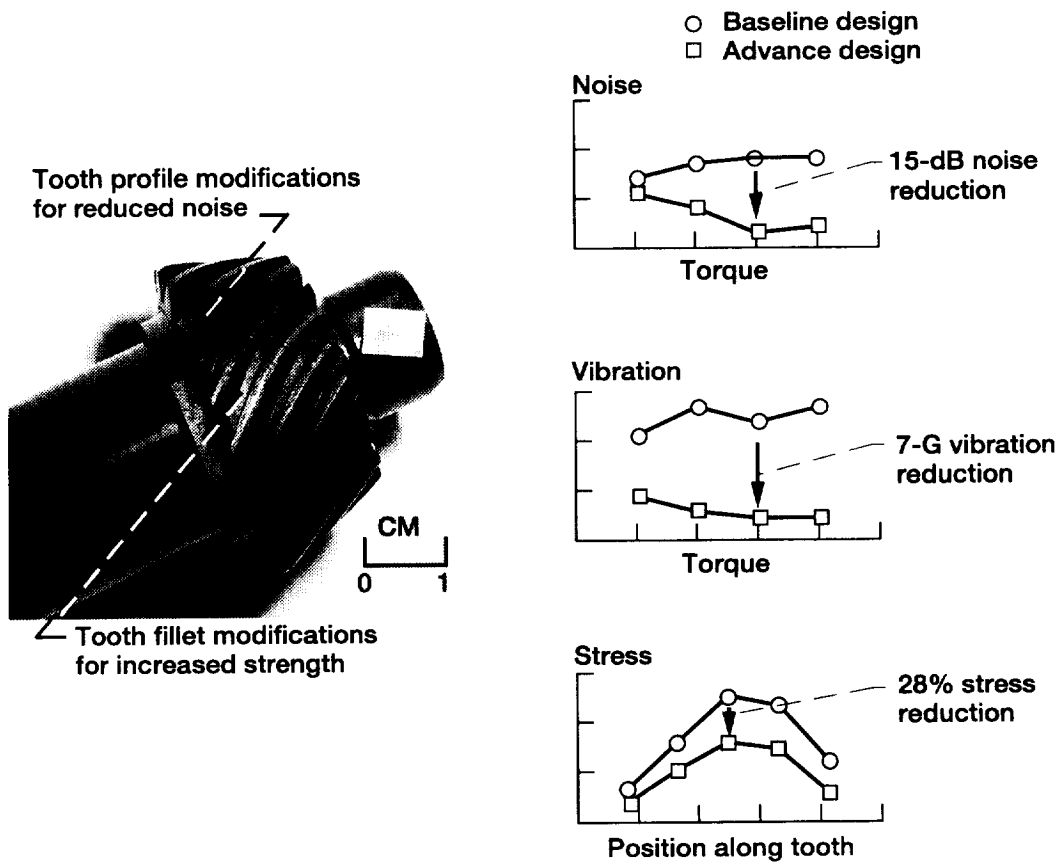 Baseline design
Advance design
Noise
15-dB noise
reduction
Torque
Tooth profile modifications
for reduced noise
Vibration
7-G vibration
reduction
Torque
CM
0 1
Tooth fillet modifications
for increased strength
Stress
28% stress
reduction
Position along tooth